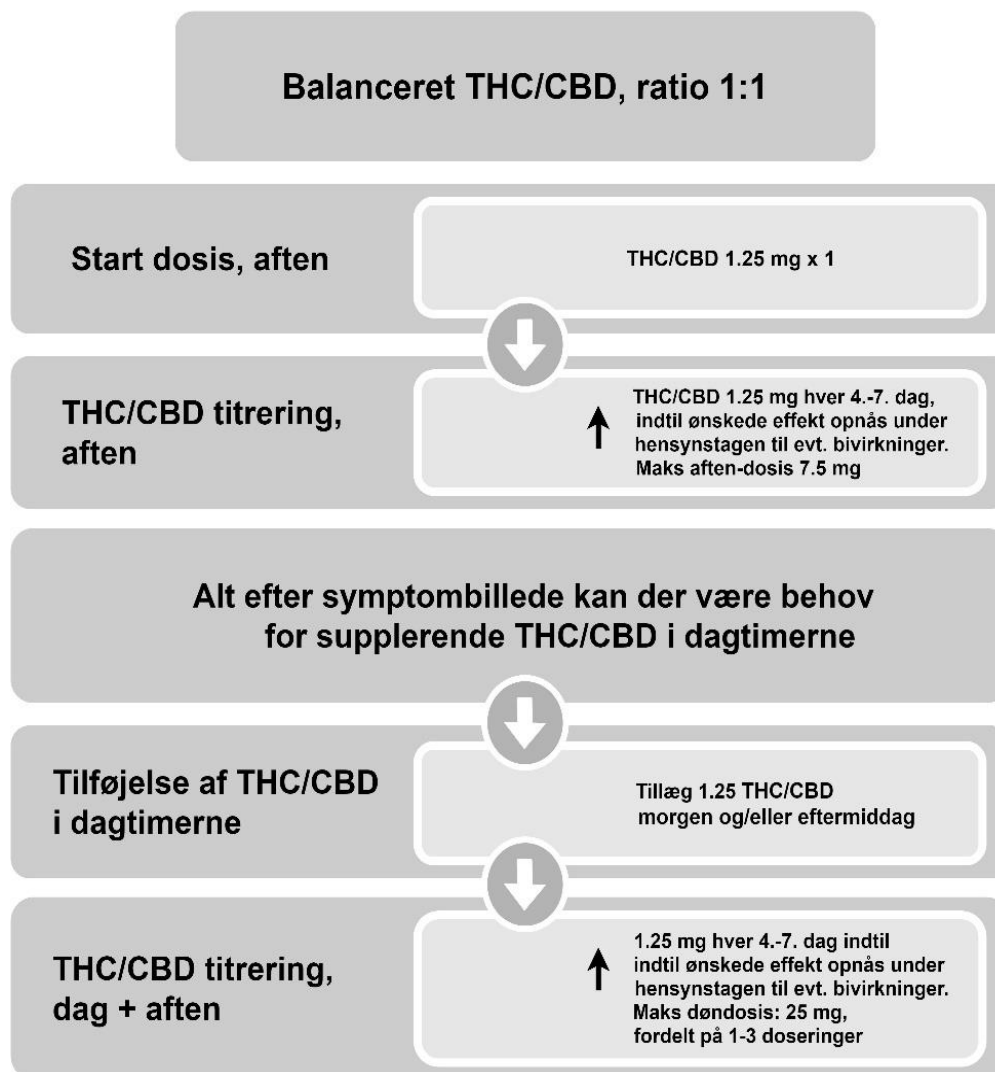 Balanceret THC/CBD, ratio 1:1
Start dosis, aften
THC/CBD 1.25 mg x 1
THC/CBD titrering,
aften
THC/CBD 1.25 mg hver 4.-7. dag,
indtil ønskede effekt opnås under
hensynstagen til evt. bivirkninger.
Maks aften-dosis 7.5 mg
Alt efter symptombillede kan der være behov
for supplerende THC/CBD i dagtimerne
Tilføjelse af THC/CBD
i dagtimerne
Tillæg 1.25 THC/CBD
morgen og/eller eftermiddag
THC/CBD titrering,
dag + aften
1.25 mg hver 4.-7. dag indtil
indtil ønskede effekt opnås under
hensynstagen til evt. bivirkninger.
Maks døndosis: 25 mg,
fordelt på 1-3 doseringer